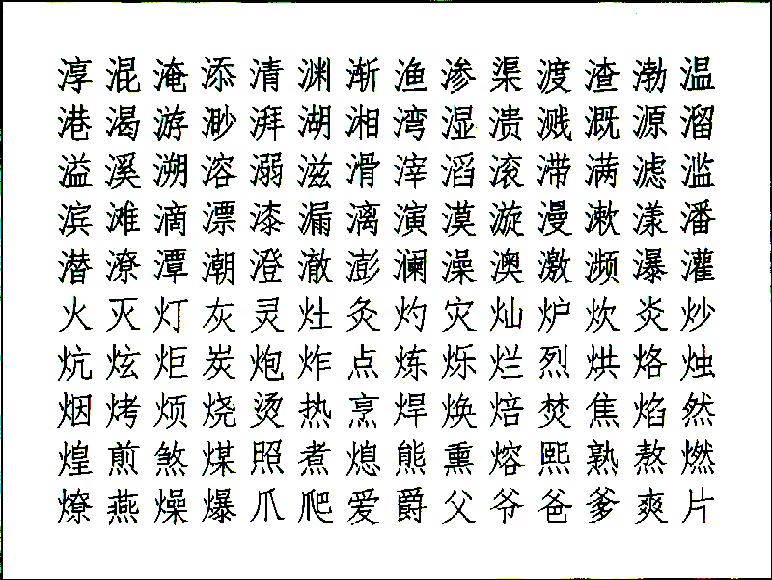 淳混淹添清渊渐渔渗渠渡渣渤温
港渴游渺湃湖湘湾湿溃溅溉源溜
溢溪溯溶溺滋滑滓滔滚滞满滤滥
滨滩滴漂漆漏漓演漠漩漫漱漾潘
潜潦潭潮澄澈澎澜澡澳激濒瀑灌
火灭灯灰灵灶灸灼灾灿炉炊炎炒
炕炫炬炭炮炸点炼烁烂烈烘烙烛
烟烤烦烧烫热烹焊焕焙焚焦焰然
煌煎煞煤照煮熄熊熏熔熙熟熬燃
燎燕燥爆爪爬爱爵父爷爸爹爽片